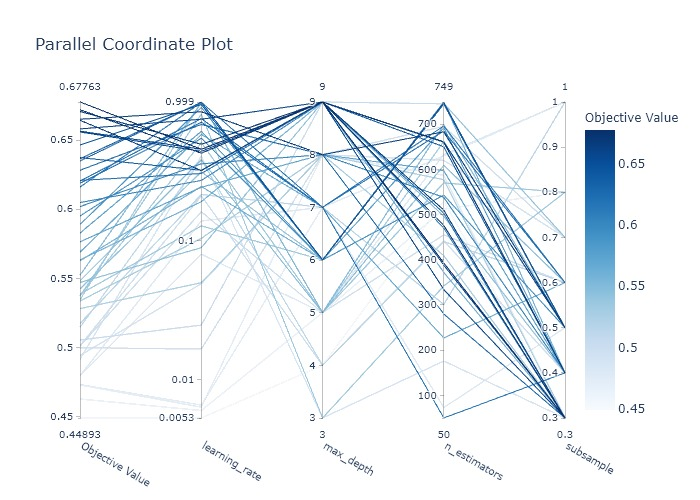 Parallel Coordinate Plot
0.67763 9 749 1
Objective Value
0.999 9 1
0.65 700 0.9 0.65
8 600 0.8
0.6 7 500 0.7 0.6
0.1 400
0.55 6 300 0.6 0.55
5 0.5
0.5 200 0.5
0.01 4 0.4
100
0.45 0.0053 3 0.3 0.45
0.44893 3 50 0.3
Objective Value
learning_rate
max_depth
n_estimators
subsample